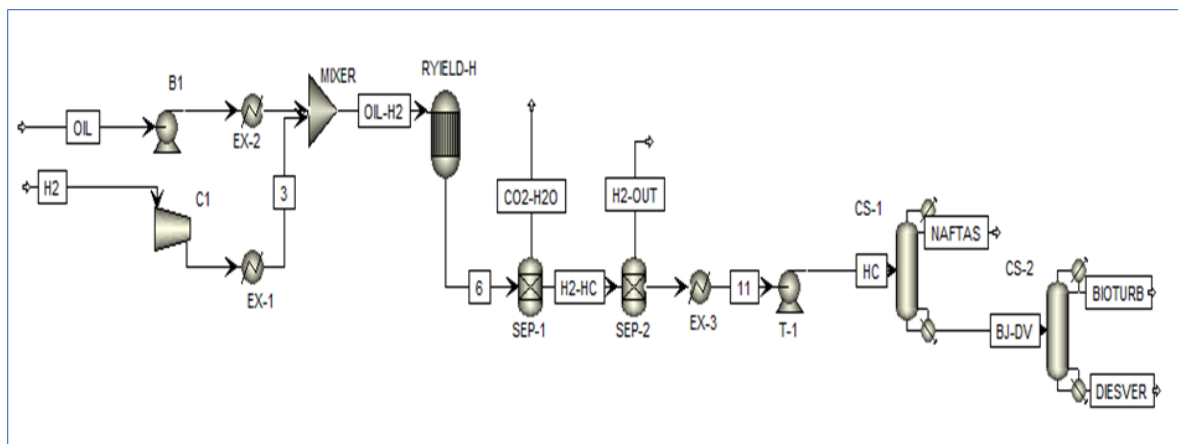 B1
MIXER
RYIELD-H
OIL
EX-2
OIL-H2
H2
C1
3
EX-1
CO2-H2O
H2-OUT
6
SEP-1
H2-HC
SEP-2
EX-3
11
T-1
HC
CS-1
NAFTAS
CS-2
BJ-DV
BIOTURB
DIESVER